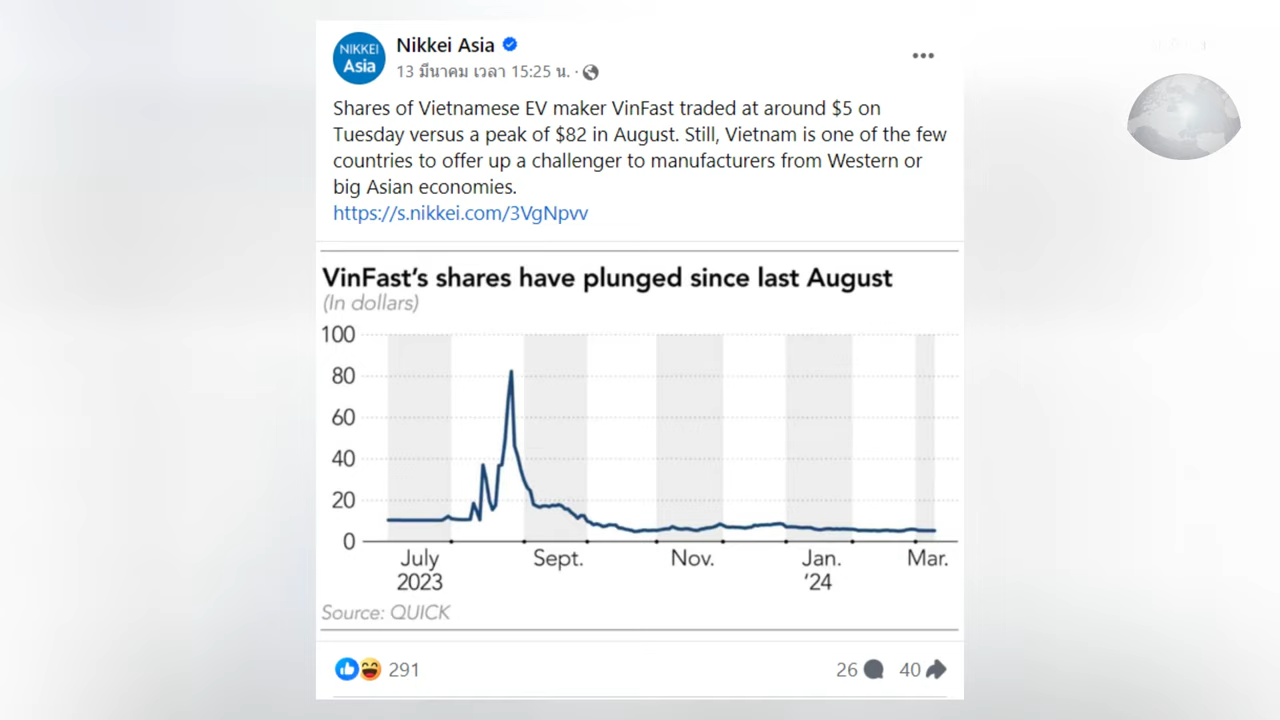 NIKKEI
Asia
Nikkei Asia
13 มีนาคม เวลา 15:25 น. ·
Shares of Vietnamese EV maker VinFast traded at around $5 on
Tuesday versus a peak of $82 in August. Still, Vietnam is one of the few
countries to offer up a challenger to manufacturers from Western or
big Asian economies.
https://s.nikkei.com/3VgNpvv
VinFast's shares have plunged since last August
(In dollars)
100
80
60
40
20
0
July Sept. Nov. Jan. Mar.
2023 '24
Source: QUICK
291 26 40